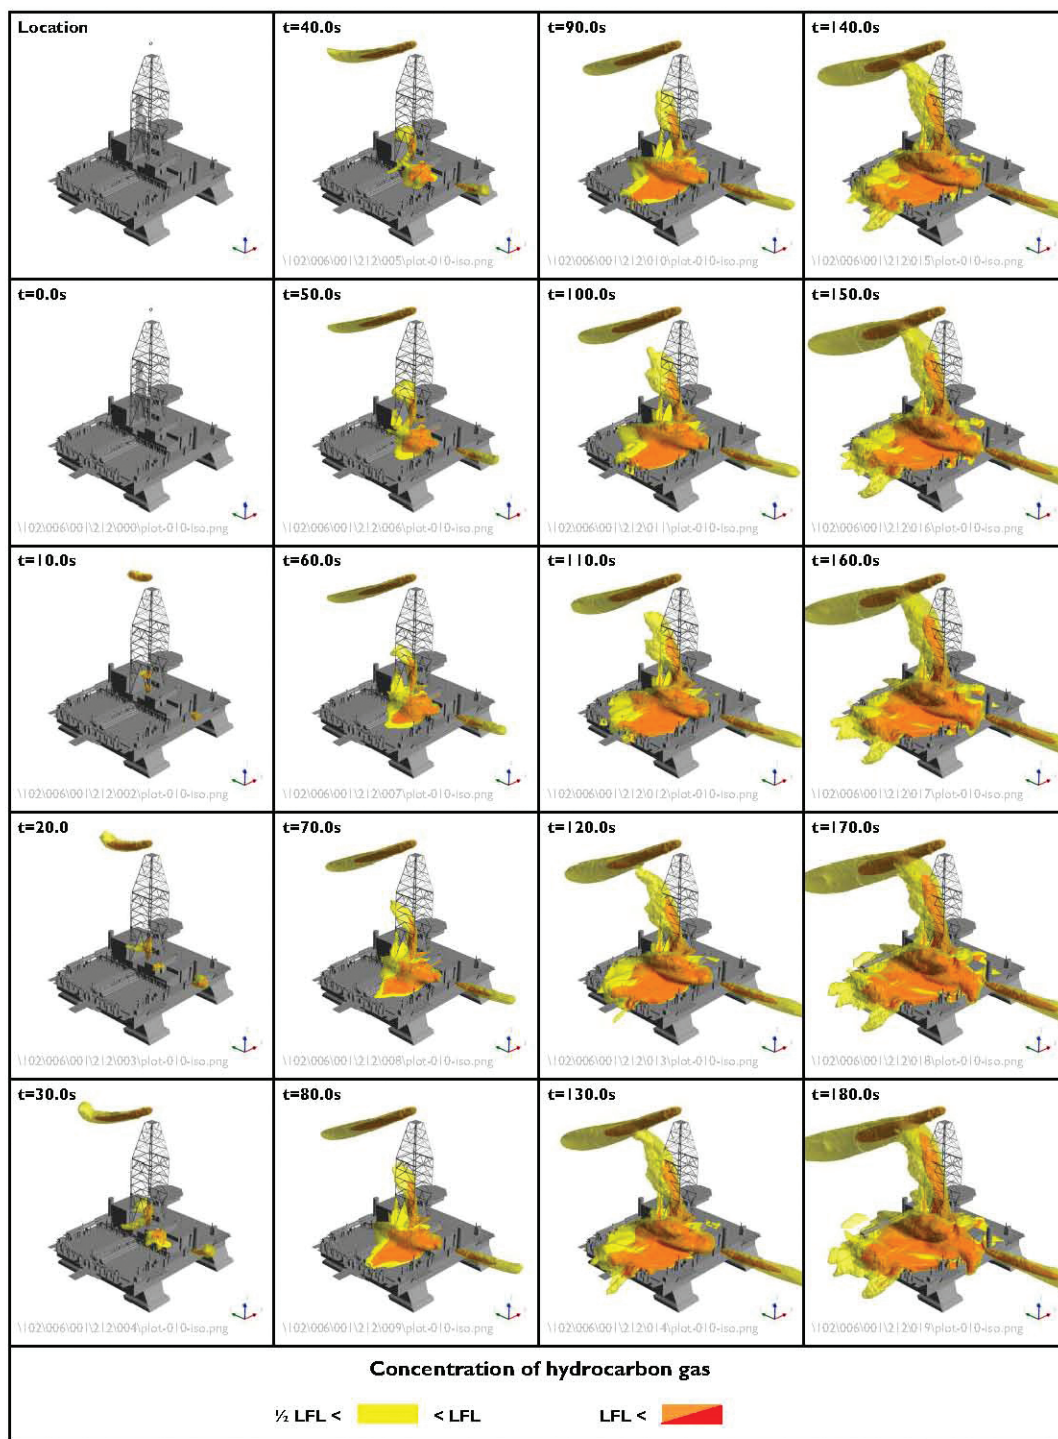 Location
t=0.0s
\102\006\001\212\000\plot-010-iso.png
t=10.0s
\102\006\001\212\002\plot-010-iso.png
t=20.0
\102\006\001\212\003\plot-010-iso.png
t=30.0s
\102\006\001\212\004\plot-010-iso.png
t=40.0s
\102\006\001\212\005\plot-010-iso.png
t=50.0s
\102\006\001\212\006\plot-010-iso.png
t=60.0s
\102\006\001\212\007\plot-010-iso.png
t=70.0s
\102\006\001\212\008\plot-010-iso.png
t=80.0s
\102\006\001\212\009\plot-010-iso.png
t=90.0s
\102\006\001\212\010\plot-010-iso.png
t=100.0s
\102\006\001\212\011\plot-010-iso.png
t=110.0s
\102\006\001\212\012\plot-010-iso.png
t=120.0s
\102\006\001\212\013\plot-010-iso.png
t=130.0s
\102\006\001\212\014\plot-010-iso.png
t=140.0s
\102\006\001\212\015\plot-010-iso.png
t=150.0s
\102\006\001\212\016\plot-010-iso.png
t=160.0s
\102\006\001\212\017\plot-010-iso.png
t=170.0s
\102\006\001\212\018\plot-010-iso.png
t=180.0s
\102\006\001\212\019\plot-010-iso.png
Concentration of hydrocarbon gas
½ LFL < < LFL LFL <